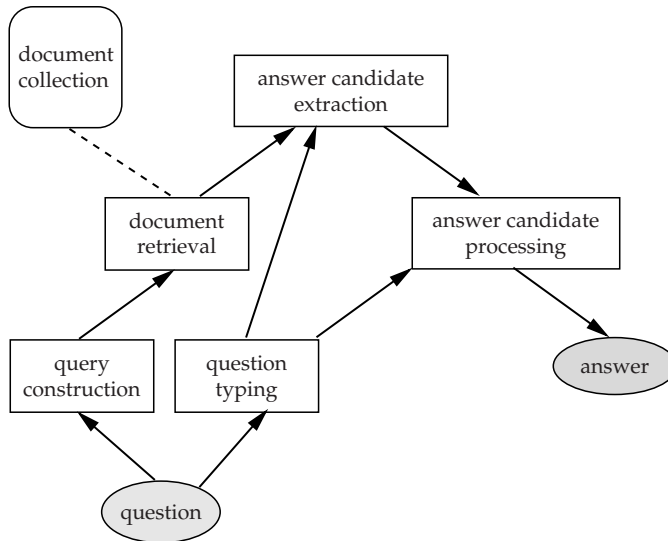 document
collection
answer candidate
extraction
document
retrieval
answer candidate
processing
query
construction
question
typing
answer
question